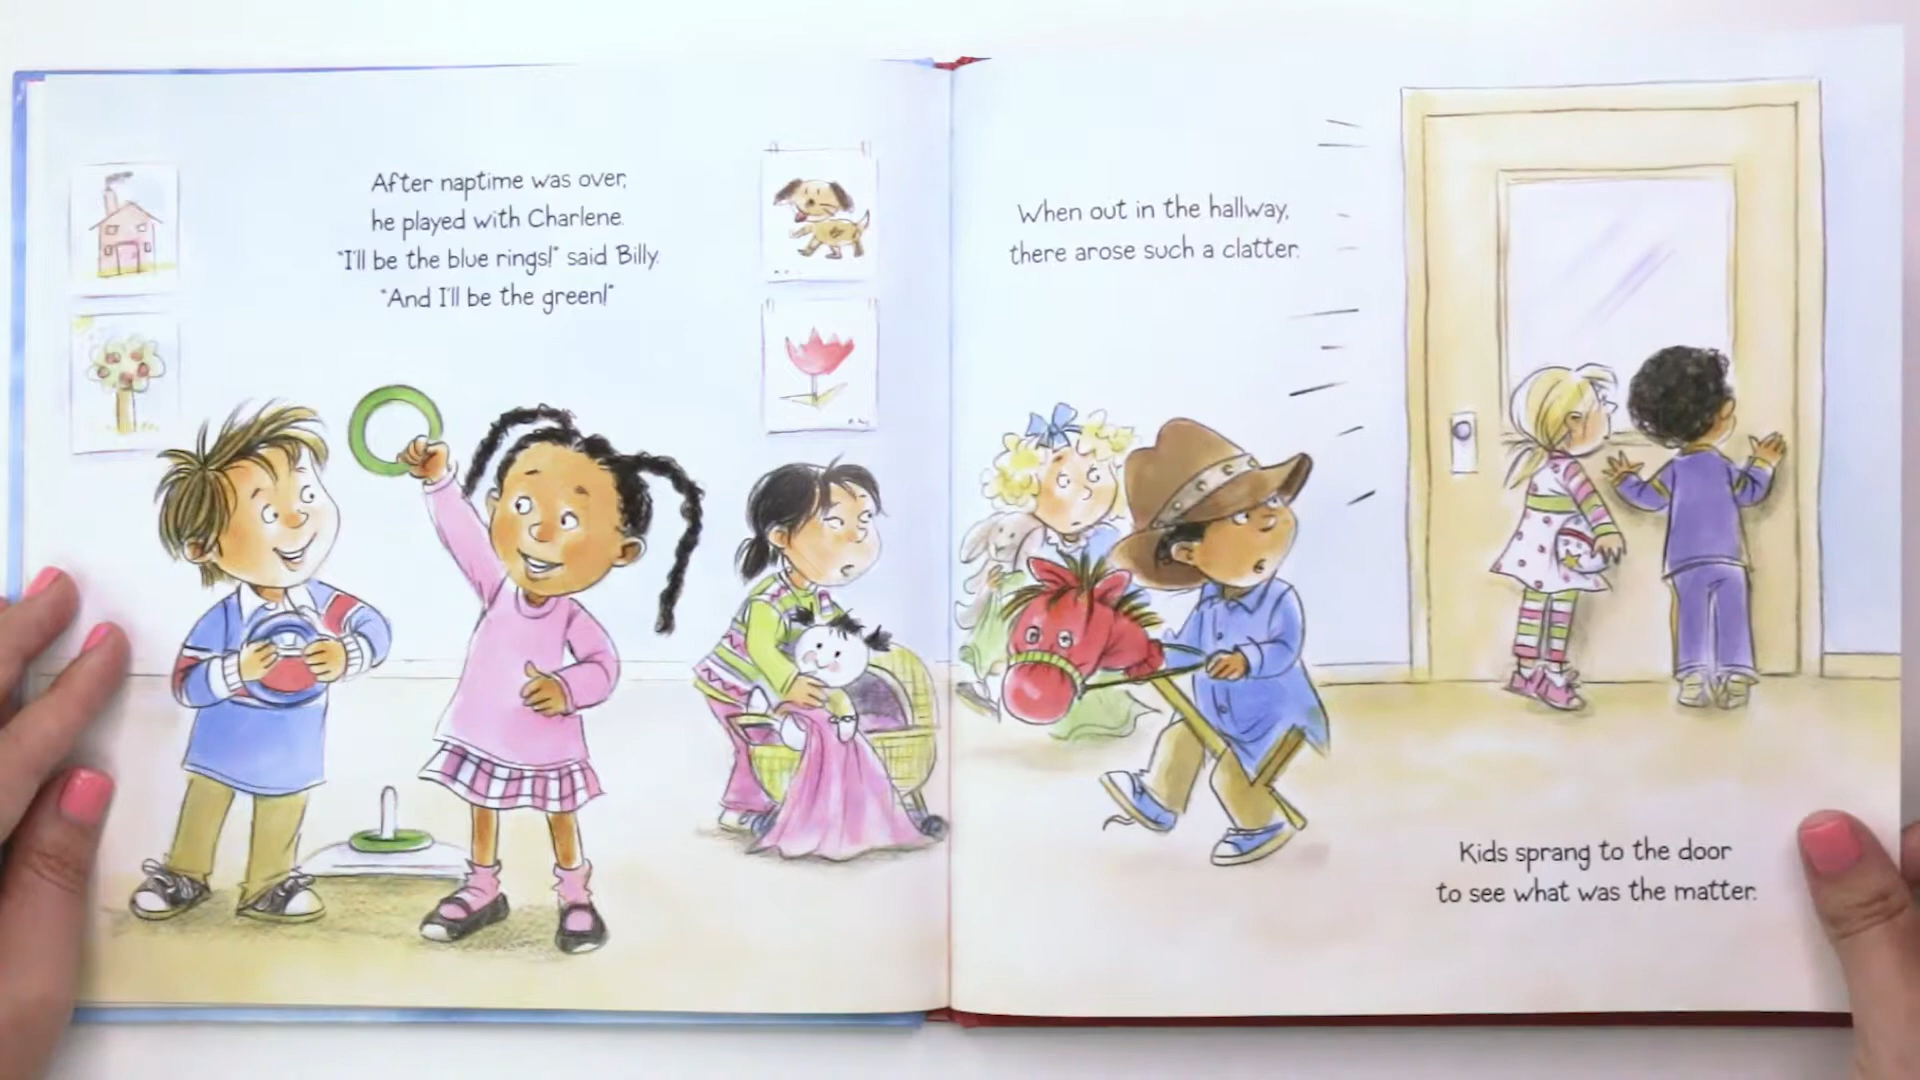 After naptime was over,
he played with Charlene.
"I'll be the blue rings!" said Billy.
"And I'll be the green!"
When out in the hallway,
there arose such a clatter.
Kids sprang to the door
to see what was the matter.